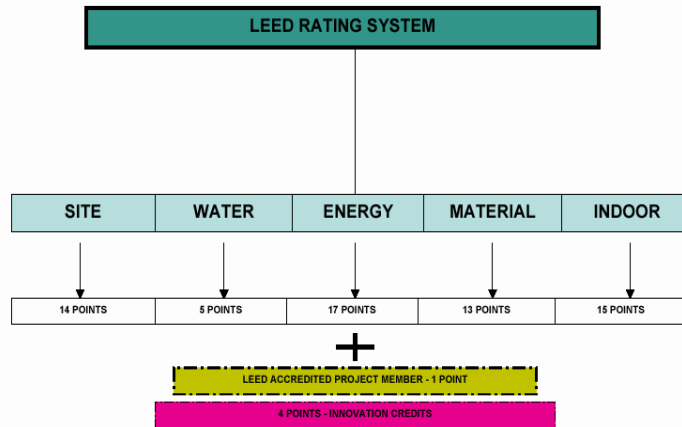 LEED RATING SYSTEM
SITE WATER ENERGY MATERIAL INDOOR
14 POINTS 5 POINTS 17 POINTS 13 POINTS 15 POINTS
+
LEED ACCREDITED PROJECT MEMBER - 1 POINT
4 POINTS - INNOVATION CREDITS